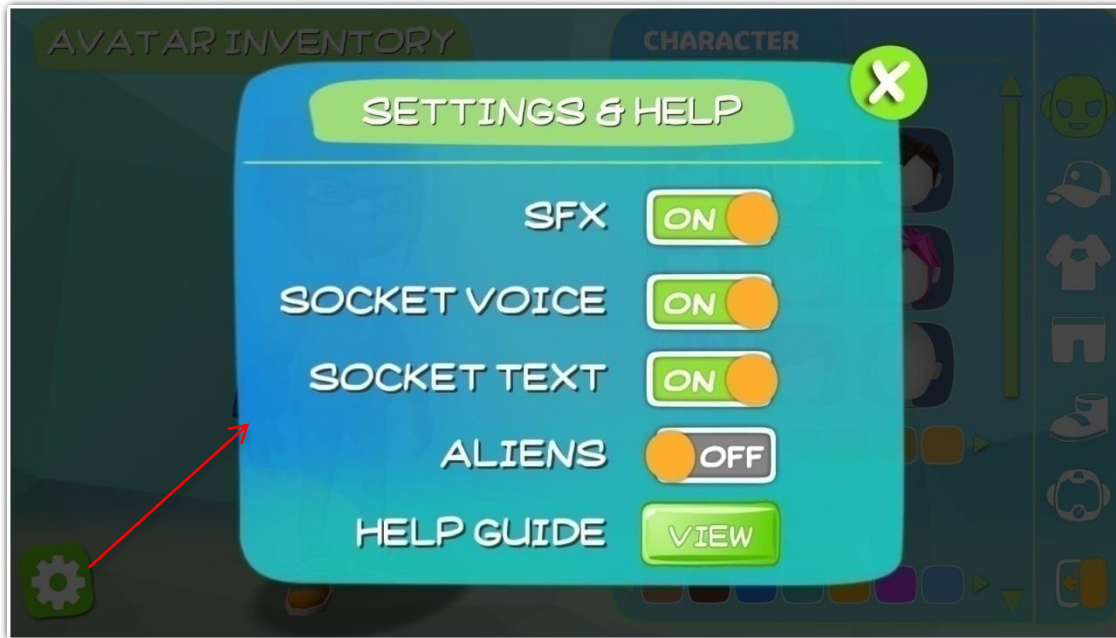 AVATAR INVENTORY
CHARACTER
SETTINGS & HELP
SFX ON
SOCKET VOICE ON
SOCKET TEXT ON
ALIENS OFF
HELP GUIDE VIEW